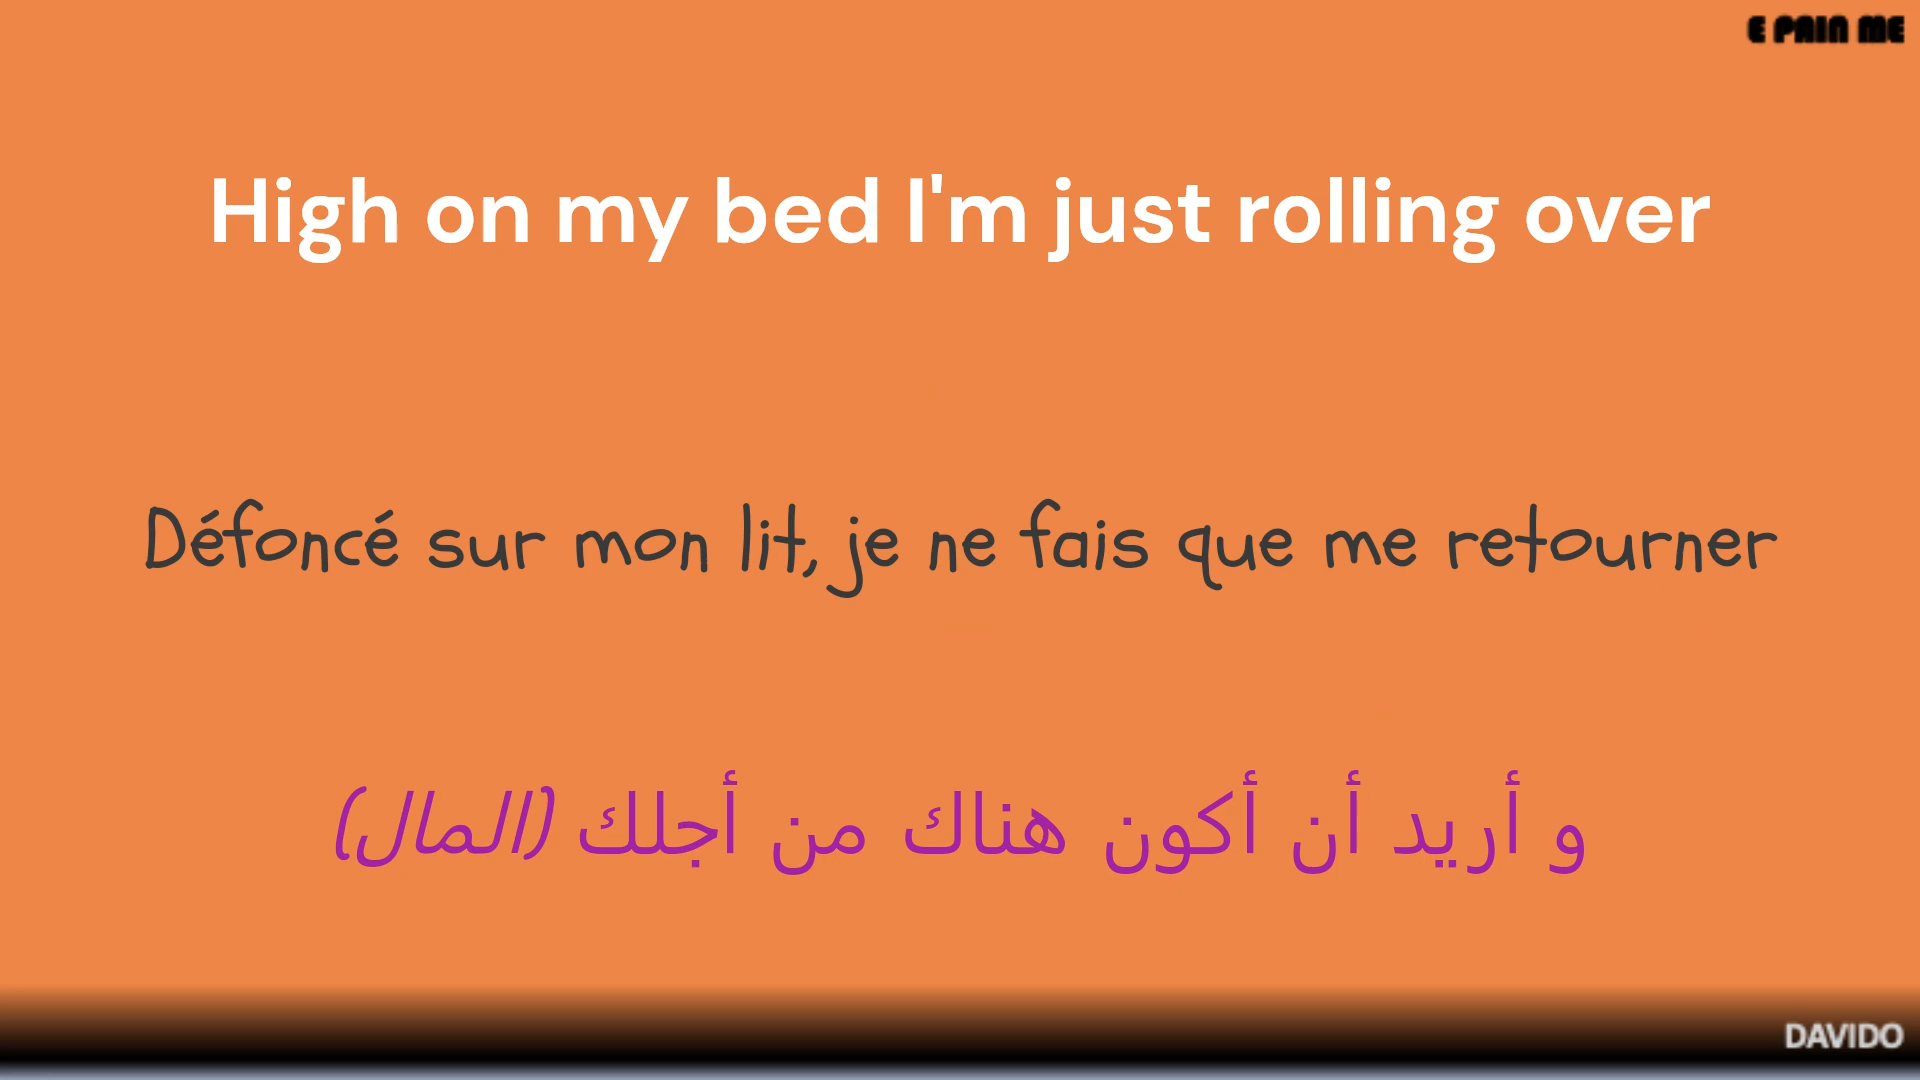 E PAIN ME
High on my bed I'm just rolling over
Défoncé sur mon lit, je ne fais que me retourner
و أريد أن أكون هناك من أجلك (المال)
DAVIDO